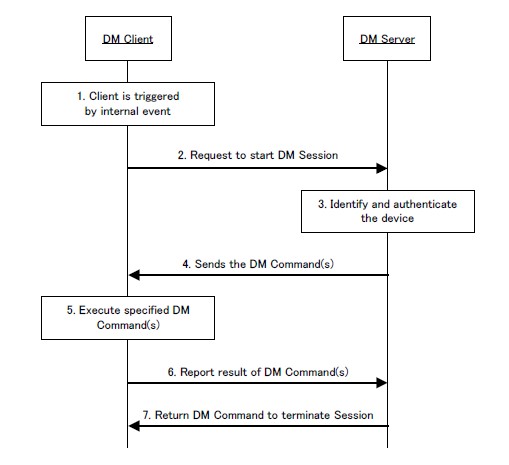 DM Client
DM Server
1. Client is triggered
by internal event
2. Request to start DM Session
3. Identify and authenticate
the device
4. Sends the DM Command(s)
5. Execute specified DM
Command(s)
6. Report result of DM Command(s)
7. Return DM Command to terminate Session